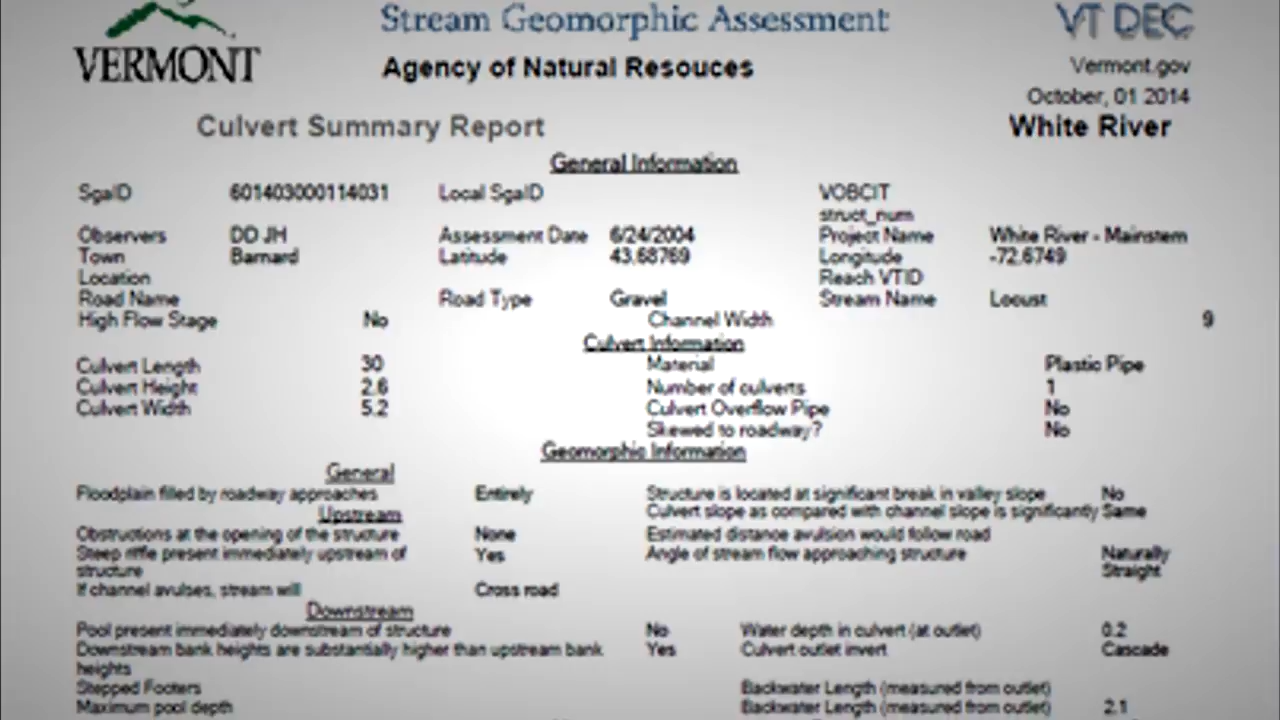 Stream Geomorphic Assessment
VT DEC
VERMONT
Agency of Natural Resouces
Vermont.gov
October, 01 2014
Culvert Summary Report
White River
General Information
SgaID 601403000114031 Local SgaID VOBCIT
struct_num
Observers DD JH Assessment Date 6/24/2004 Project Name White River - Mainstem
Town Barnard Latitude 43.68769 Longitude -72.6749
Location Reach VTID
Road Name Road Type Gravel Stream Name Locust
High Flow Stage No Channel Width 9
Culvert Information
Culvert Length 30 Material Plastic Pipe
Culvert Height 2.6 Number of culverts 1
Culvert Width 5.2 Culvert Overflow Pipe No
Skewed to roadway? No
Geomorphic Information
General
Floodplain filled by roadway approaches Entirely Structure is located at significant break in valley slope No
Upstream Culvert slope as compared with channel slope is significantly Same
Obstructions at the opening of the structure None Estimated distance avulsion would follow road
Steep riffle present immediately upstream of Yes Angle of stream flow approaching structure Naturally
structure Straight
If channel avulses, stream will Cross road
Downstream
Pool present immediately downstream of structure No Water depth in culvert (at outlet) 0.2
Downstream bank heights are substantially higher than upstream bank Yes Culvert outlet invert Cascade
heights
Stepped Footers Backwater Length (measured from outlet)
Maximum pool depth Backwater Length (measured from outlet) 2.1